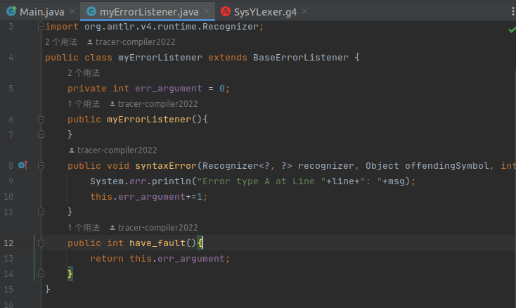 Main.java × myErrorListener.java × SysYLexer.g4 ×
3 import org.antlr.v4.runtime.Recognizer;
2 个用法 tracer-compiler2022
4 public class myErrorListener extends BaseErrorListener {
2 个用法
5 private int err_argument = 0;
1 个用法 tracer-compiler2022
6 public myErrorListener(){
7 }
tracer-compiler2022
8 public void syntaxError(Recognizer<?, ?> recognizer, Object offendingSymbol, int
9 System.err.println("Error type A at Line "+line+": "+msg);
10 this.err_argument+=1;
11 }
1 个用法 tracer-compiler2022
12 public int have_fault(){
13 return this.err_argument;
14 }
15 }
16